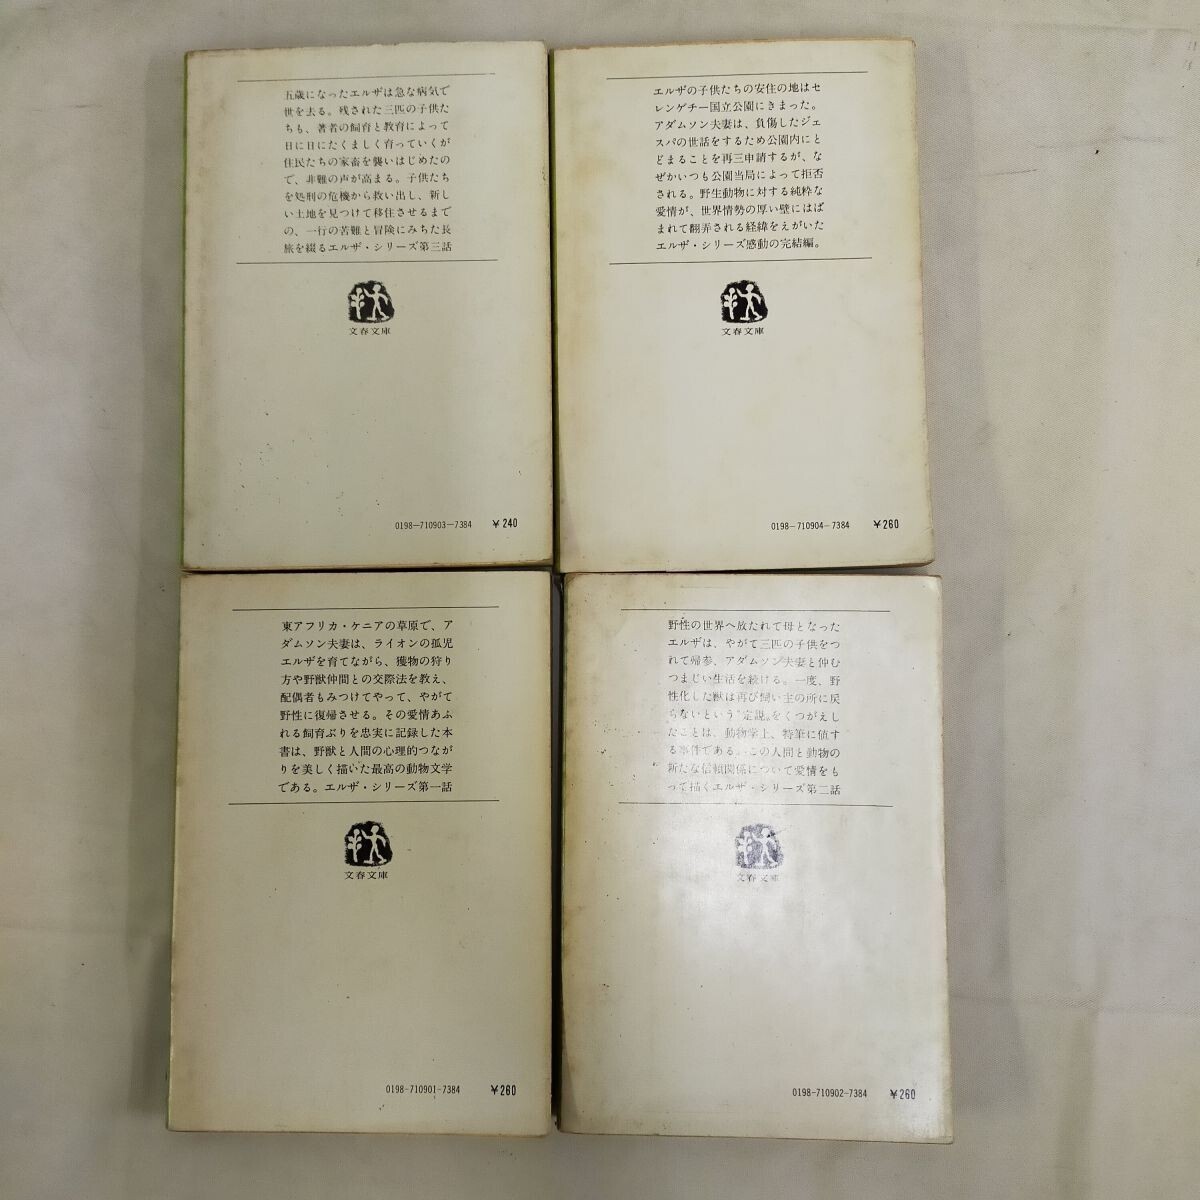 五歳になったエルザは急な病気で
世を去る。残された三匹の子供た
ちも、著者の飼育と教育によって
日に日にたくましく育っていくが
住民たちの家畜を襲いはじめたの
で、非難の声が高まる。子供たち
を処刑の危機から救い出し、新し
い土地を見つけて移住させるまで
の、一行の苦難と冒険にみちた長
旅を綴るエルザ・シリーズ第三話
文春文庫
0198-710903-7384 ￥240
エルザの子供たちの安住の地はセ
レンゲチー国立公園にきまった。
アダムソン夫妻は、負傷したジェ
スパの世話をするため公園内にと
どまることを再三申請するが、な
ぜかいつも公園当局によって拒否
される。野生動物に対する純粋な
愛情が、世界情勢の厚い壁にはば
まれて翻弄される経緯をえがいた
エルザ・シリーズ感動の完結編。
文春文庫
0198-710904-7384 ￥260
東アフリカ・ケニアの草原で、ア
ダムソン夫妻は、ライオンの孤児
エルザを育てながら、獲物の狩り
方や野獣仲間との交際法を教え、
配偶者もみつけてやって、やがて
野性に復帰させる。その愛情あふ
れる飼育ぶりを忠実に記録した本
書は、野獣と人間の心理的つなが
りを美しく描いた最高の動物文学
である。エルザ・シリーズ第一話
文春文庫
0198-710901-7384 ￥260
野性の世界へ放たれて母となった
エルザは、やがて三匹の子供をつ
れて帰参、アダムソン夫妻と仲む
つまじい生活を続ける。一度、野
性化した獣は再び飼い主の所に戻
らないという〝定説〟をくつがえし
たことは、動物学上、特筆に値す
る事件である。この人間と動物の
新たな信頼関係について愛情をも
って描くエルザ・シリーズ第二話
文春文庫
0198-710902-7384 ￥260